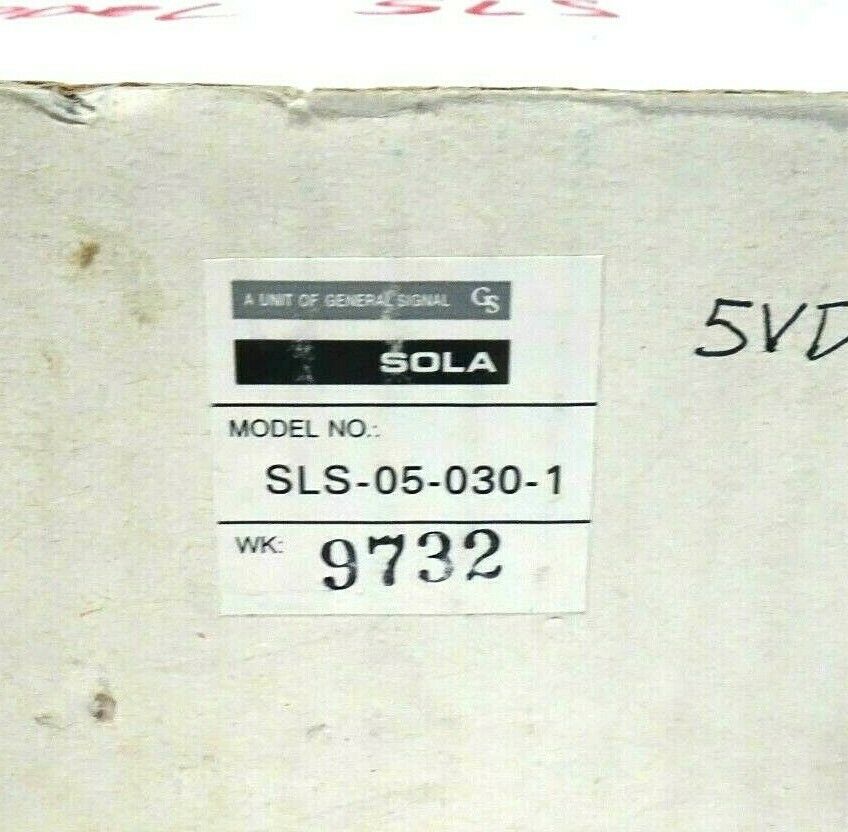 A UNIT OF GENERAL SIGNAL GS
SOLA
MODEL NO.:
SLS-05-030-1
WK: 9732
5VD